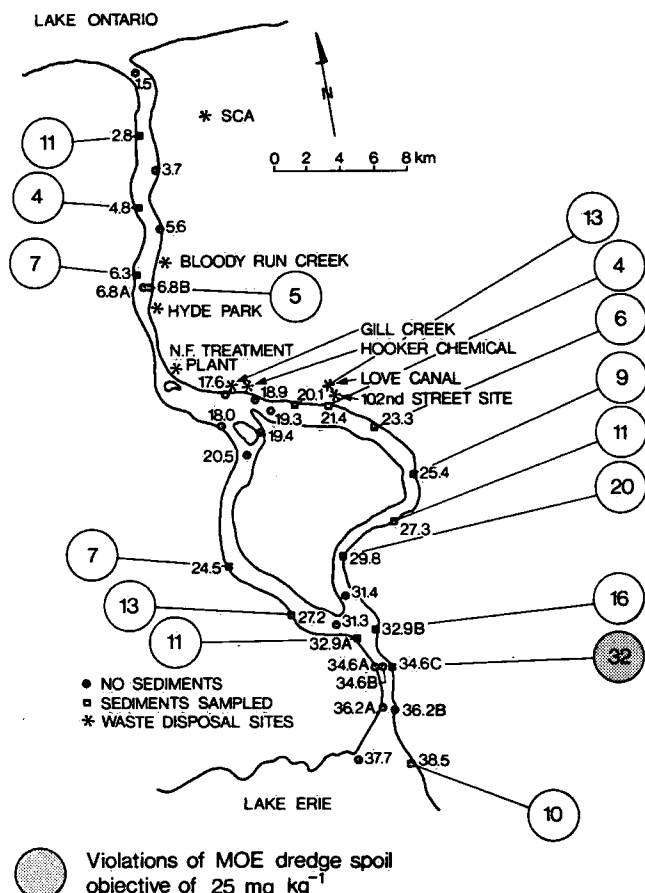 LAKE ONTARIO
1.5
N
* SCA
11
2.8
3.7
0 2 4 6 8 km
4
4.8
5.6
13
* BLOODY RUN CREEK
4
7
6.3
6.8A
6.8B
5
* HYDE PARK
6
GILL CREEK
N.F. TREATMENT
PLANT
HOOKER CHEMICAL
LOVE CANAL
102nd STREET SITE
9
17.6
18.9
20.1
21.4
19.3
23.3
18.0
19.4
11
20.5
25.4
20
27.3
29.8
7
24.5
31.4
13
27.2
31.3
16
11
32.9A
32.9B
34.6A
34.6B
34.6C
32
● NO SEDIMENTS
□ SEDIMENTS SAMPLED
* WASTE DISPOSAL SITES
36.2A
36.2B
37.7
38.5
LAKE ERIE
10
Violations of MOE dredge spoil
objective of 25 mg kg⁻¹